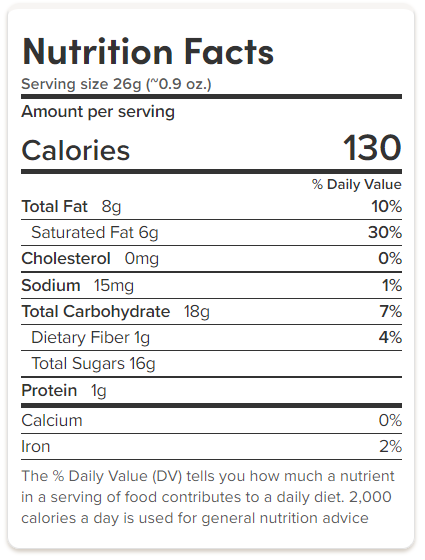 Nutrition Facts
Serving size 26g (~0.9 oz.)
Amount per serving
Calories 130
% Daily Value
Total Fat 8g 10%
Saturated Fat 6g 30%
Cholesterol 0mg 0%
Sodium 15mg 1%
Total Carbohydrate 18g 7%
Dietary Fiber 1g 4%
Total Sugars 16g
Protein 1g
Calcium 0%
Iron 2%
The % Daily Value (DV) tells you how much a nutrient
in a serving of food contributes to a daily diet. 2,000
calories a day is used for general nutrition advice